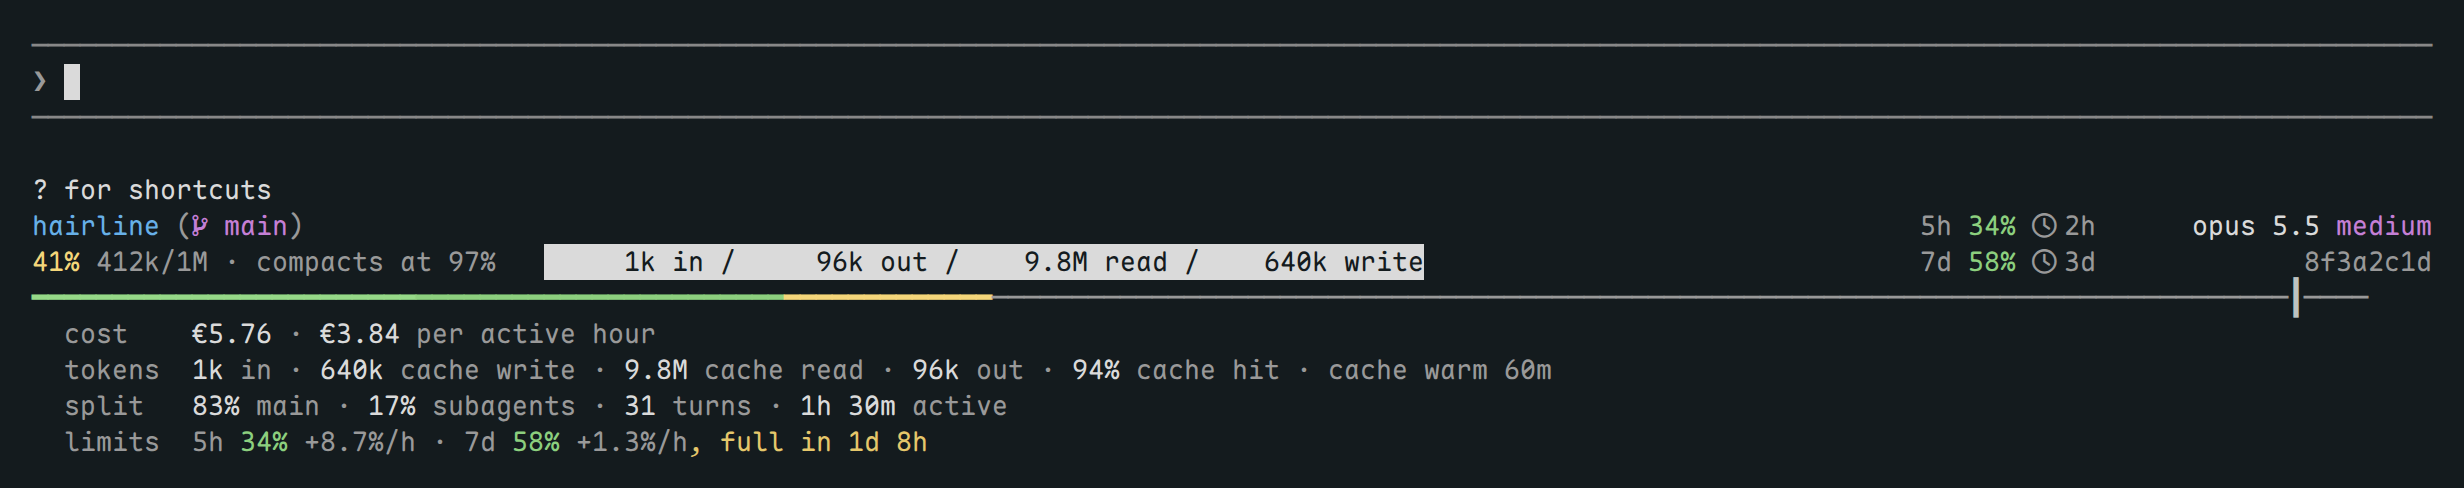 ❯
? for shortcuts
hairline ( main) 5h 34% 2h opus 5.5 medium
41% 412k/1M · compacts at 97% 1k in / 96k out / 9.8M read / 640k write 7d 58% 3d 8f3a2c1d
cost €5.76 · €3.84 per active hour
tokens 1k in · 640k cache write · 9.8M cache read · 96k out · 94% cache hit · cache warm 60m
split 83% main · 17% subagents · 31 turns · 1h 30m active
limits 5h 34% +8.7%/h · 7d 58% +1.3%/h, full in 1d 8h